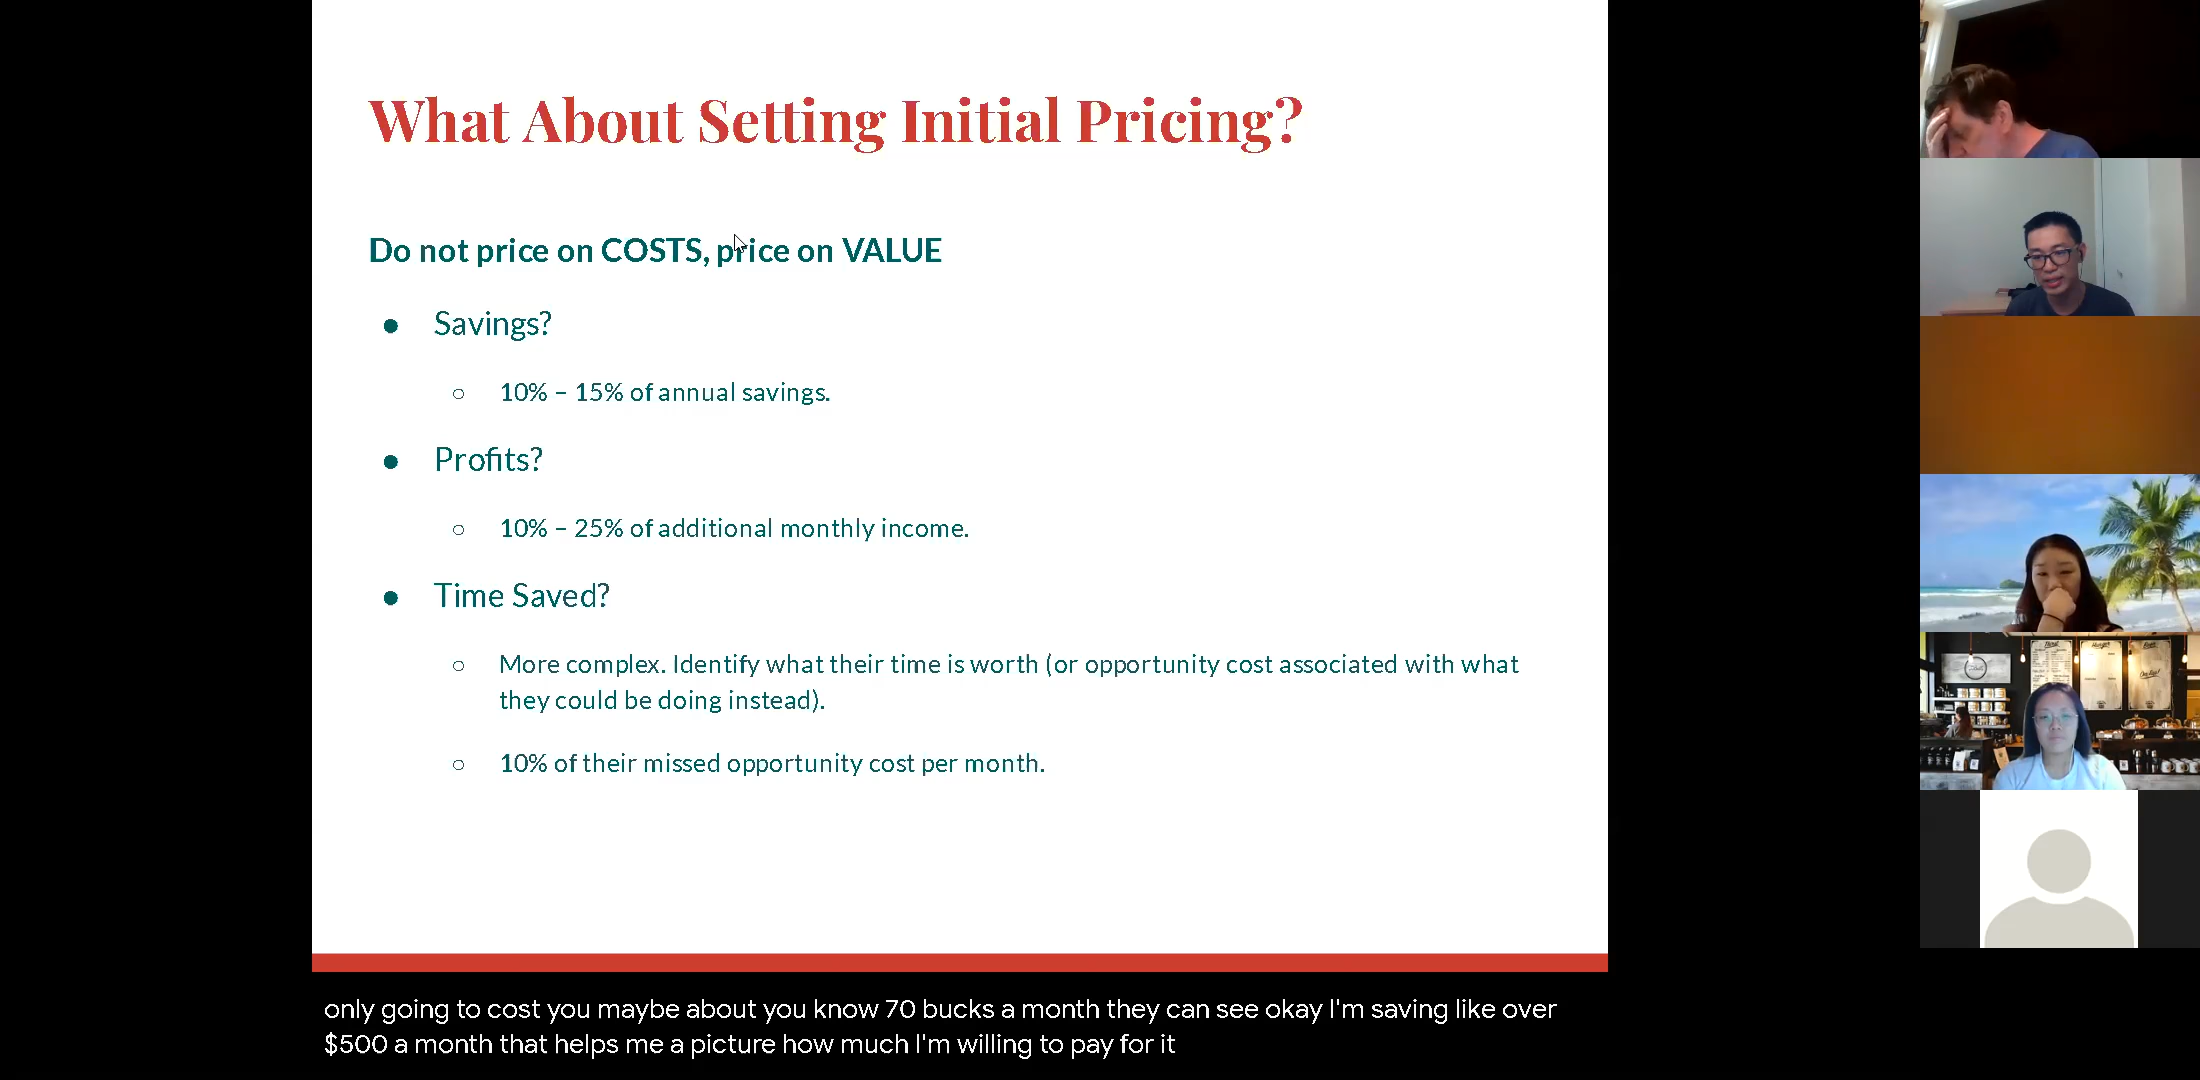 What About Setting Initial Pricing?
Do not price on COSTS, price on VALUE
● Savings?
○ 10% – 15% of annual savings.
● Profits?
○ 10% – 25% of additional monthly income.
● Time Saved?
○ More complex. Identify what their time is worth (or opportunity cost associated with what
they could be doing instead).
○ 10% of their missed opportunity cost per month.
only going to cost you maybe about you know 70 bucks a month they can see okay I'm saving like over
$500 a month that helps me a picture how much I'm willing to pay for it